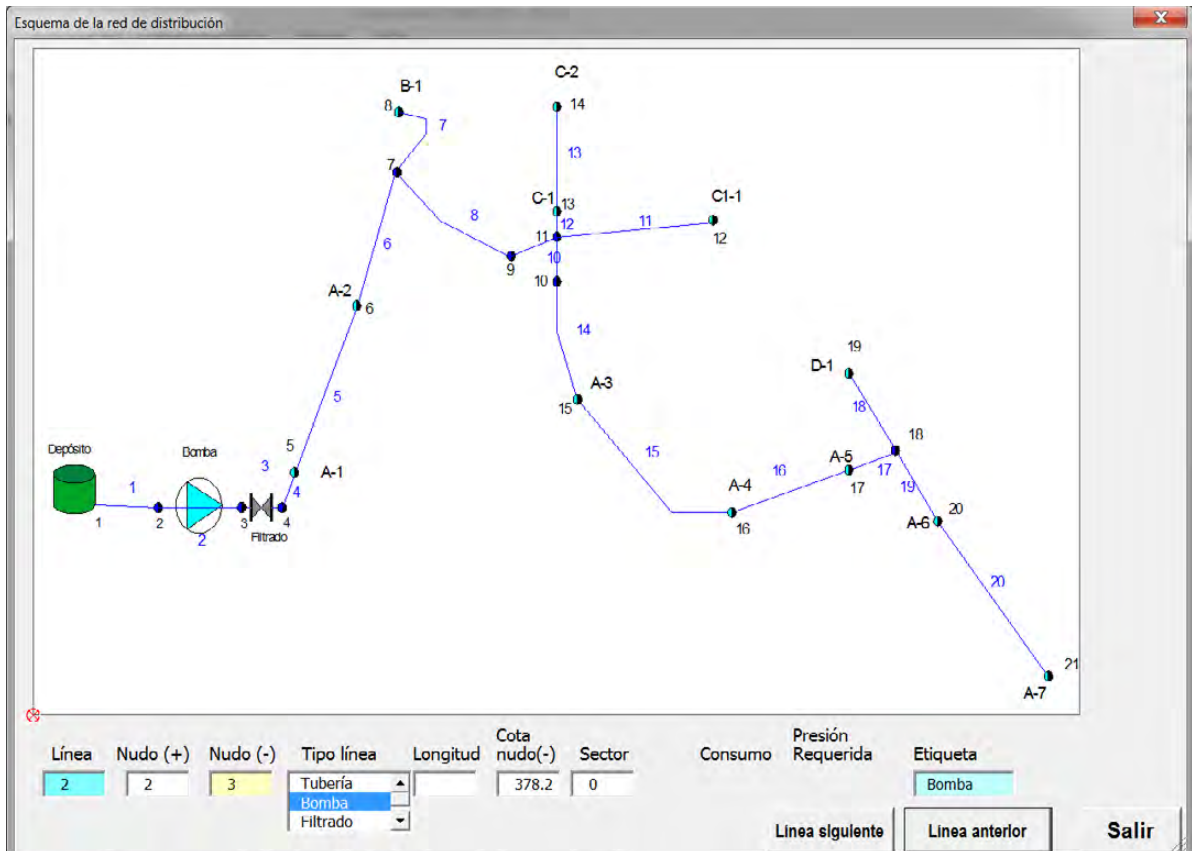 Esquema de la red de distribución
X
C-2
B-1
14
8
7
13
7
C-1 13
C1-1
8
12
11
11
12
6
10
9
10
A-2
6
14
19
D-1
A-3
5
15
18
18
15
A-5
Depósito
Bomba
5
16
17
3
A-1
17
19
1
4
A-4
20
1
2
3
4
16
A-6
2
Filtrado
20
21
A-7
Línea Nudo (+) Nudo (-) Tipo línea Longitud Cota nudo(-) Sector Consumo Presión Requerida Etiqueta
2 2 3 Tubería 378.2 0 Bomba
Bomba
Filtrado
Linea siguiente Linea anterior Salir